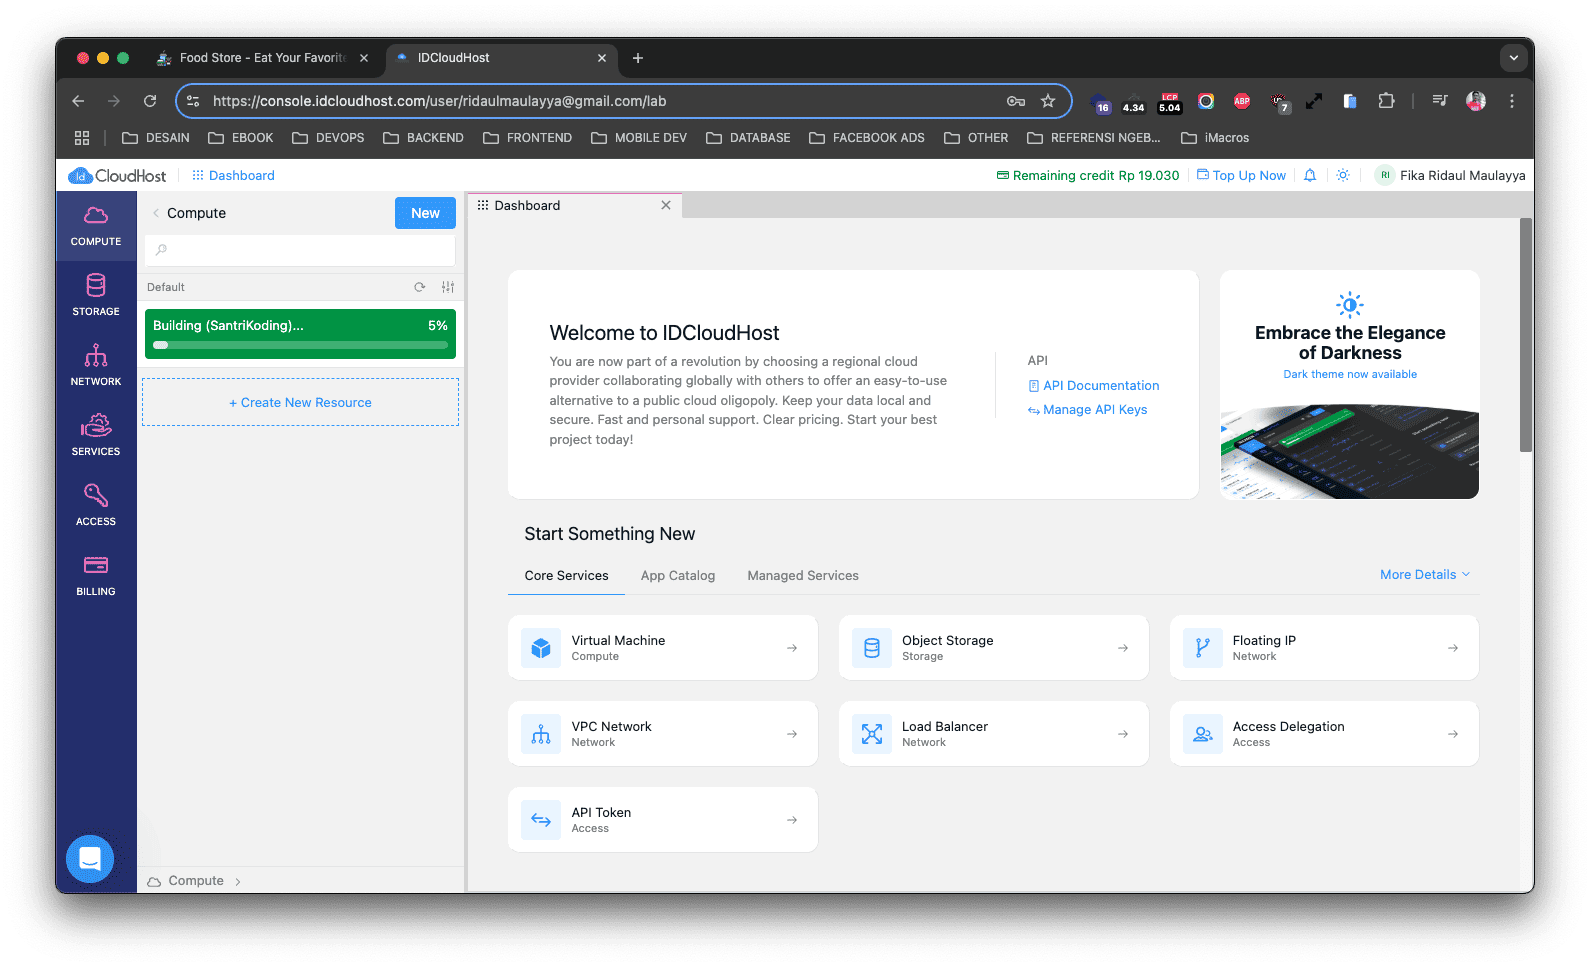 Food Store - Eat Your Favorite
IDCloudHost
https://console.idcloudhost.com/user/ridaulmaulayya@gmail.com/lab
16
4.34
LCP
5.04
ABP
7
DESAIN
EBOOK
DEVOPS
BACKEND
FRONTEND
MOBILE DEV
DATABASE
FACEBOOK ADS
OTHER
REFERENSI NGEB...
iMacros
Id CloudHost
Dashboard
Remaining credit Rp 19.030
Top Up Now
RI
Fika Ridaul Maulayya
COMPUTE
STORAGE
NETWORK
SERVICES
ACCESS
BILLING
Compute
New
Default
Building (SantriKoding)...
5%
+ Create New Resource
Compute
Dashboard
Welcome to IDCloudHost
You are now part of a revolution by choosing a regional cloud
provider collaborating globally with others to offer an easy-to-use
alternative to a public cloud oligopoly. Keep your data local and
secure. Fast and personal support. Clear pricing. Start your best
project today!
API
API Documentation
Manage API Keys
Embrace the Elegance
of Darkness
Dark theme now available
Start Something New
Core Services
App Catalog
Managed Services
More Details
Virtual Machine
Compute
Object Storage
Storage
Floating IP
Network
VPC Network
Network
Load Balancer
Network
Access Delegation
Access
API Token
Access